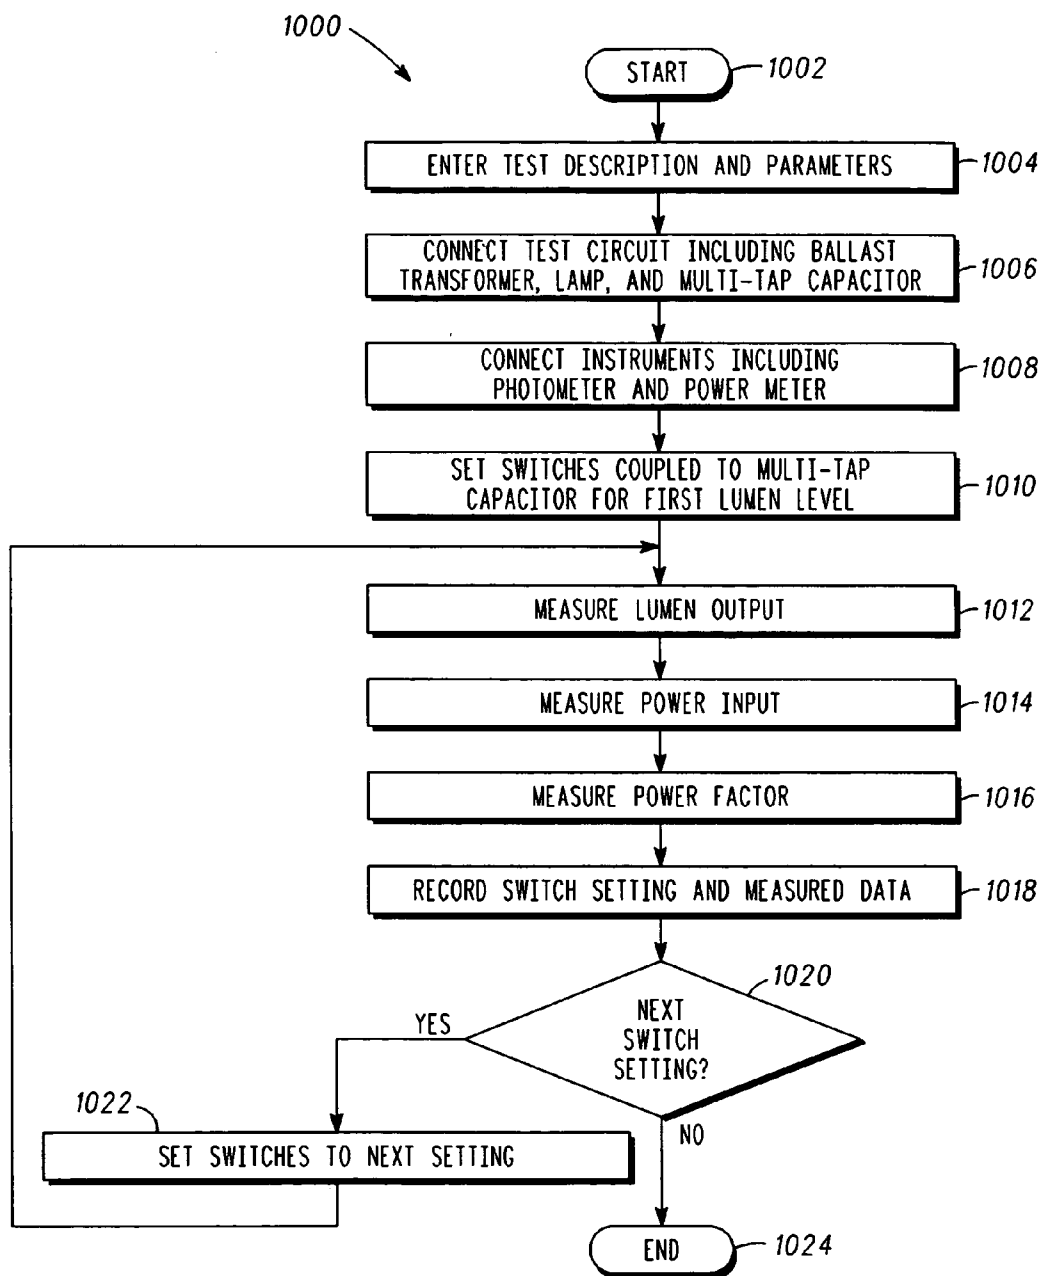 1000
START
1002
ENTER TEST DESCRIPTION AND PARAMETERS
1004
CONNECT TEST CIRCUIT INCLUDING BALLAST
TRANSFORMER, LAMP, AND MULTI-TAP CAPACITOR
1006
CONNECT INSTRUMENTS INCLUDING
PHOTOMETER AND POWER METER
1008
SET SWITCHES COUPLED TO MULTI-TAP
CAPACITOR FOR FIRST LUMEN LEVEL
1010
MEASURE LUMEN OUTPUT
1012
MEASURE POWER INPUT
1014
MEASURE POWER FACTOR
1016
RECORD SWITCH SETTING AND MEASURED DATA
1018
1020
NEXT
SWITCH
SETTING?
YES
NO
1022
SET SWITCHES TO NEXT SETTING
END
1024